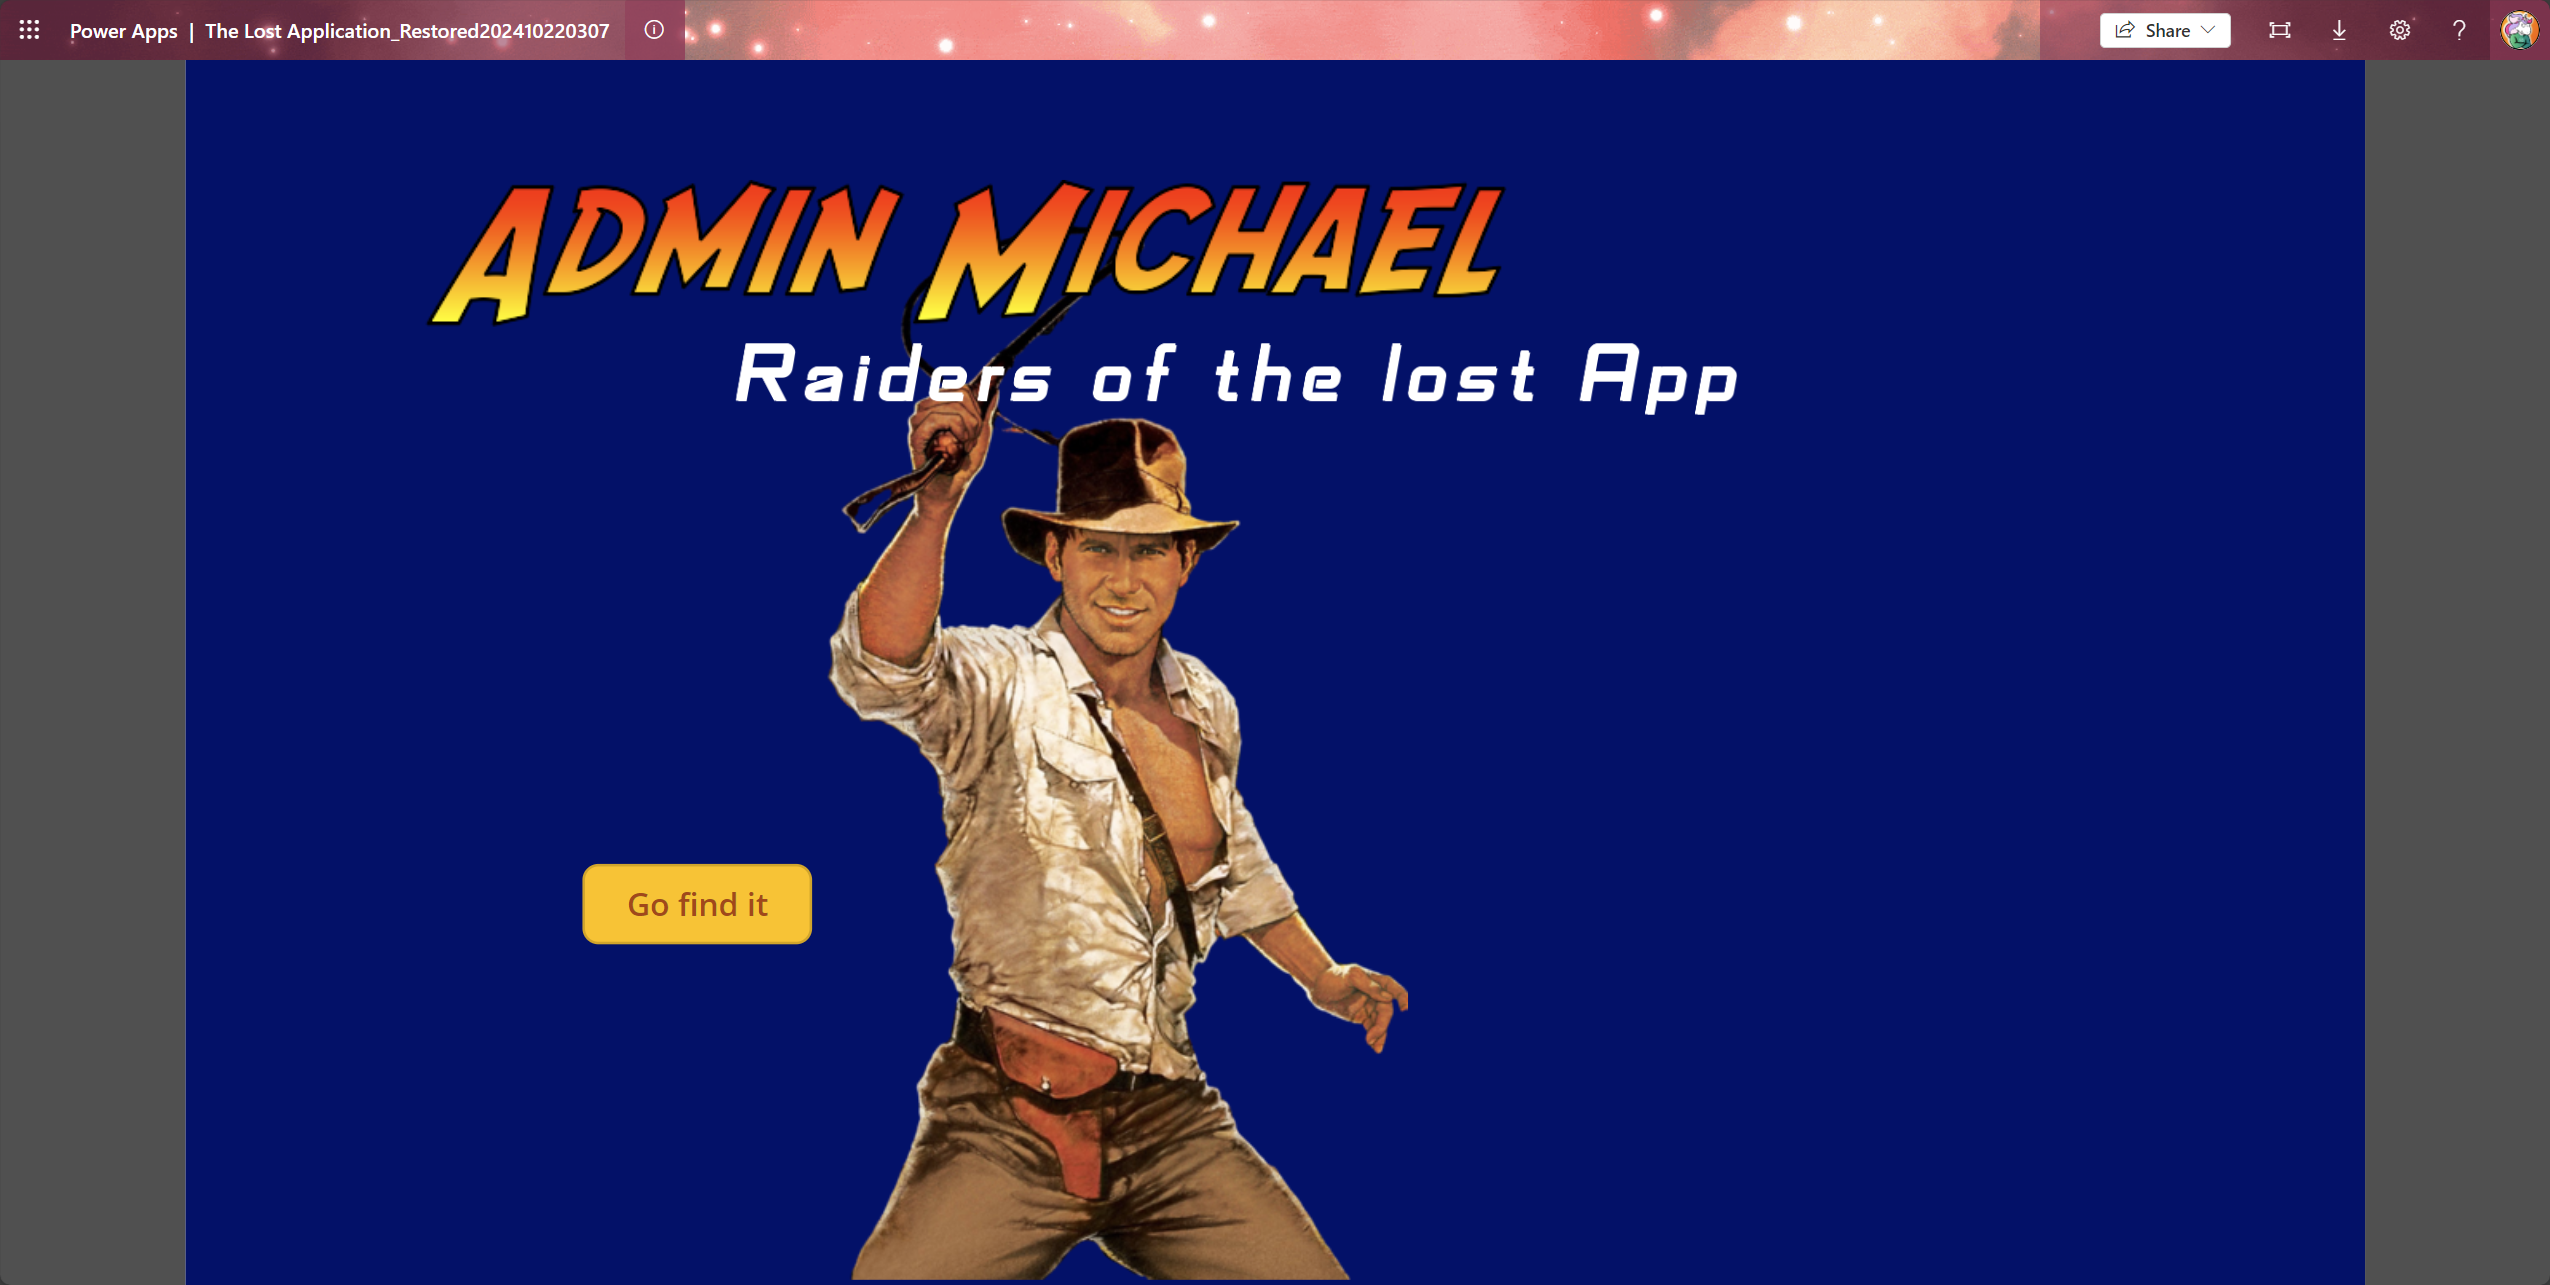 Power Apps | The Lost Application_Restored202410220307
Share
ADMIN MICHAEL
Raiders of the lost App
Go find it